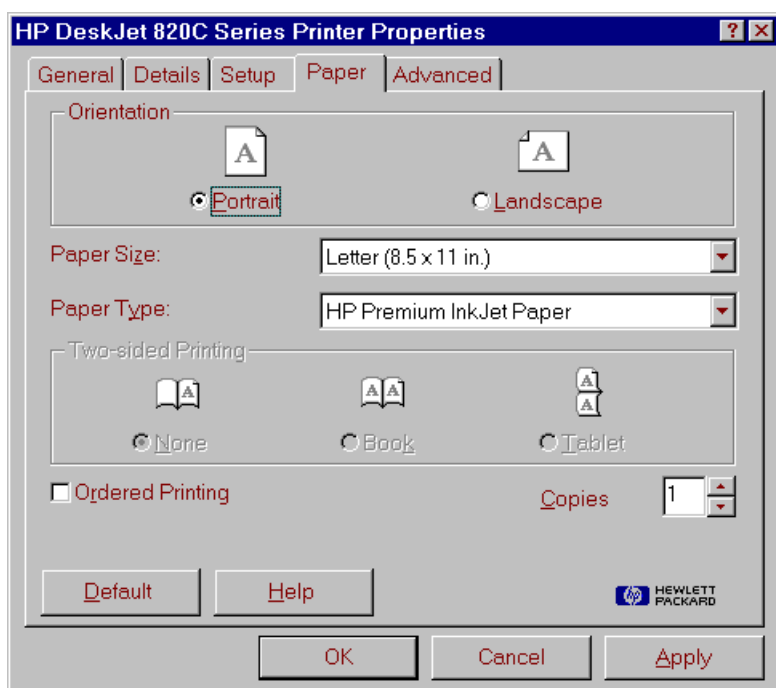 HP DeskJet 820C Series Printer Properties
General Details Setup Paper Advanced
Orientation
A A
Portrait Landscape
Paper Size: Letter (8.5 x 11 in.)
Paper Type: HP Premium InkJet Paper
Two-sided Printing
A A A A A
None Book Tablet
Ordered Printing Copies 1
Default Help hp HEWLETT
PACKARD
OK Cancel Apply